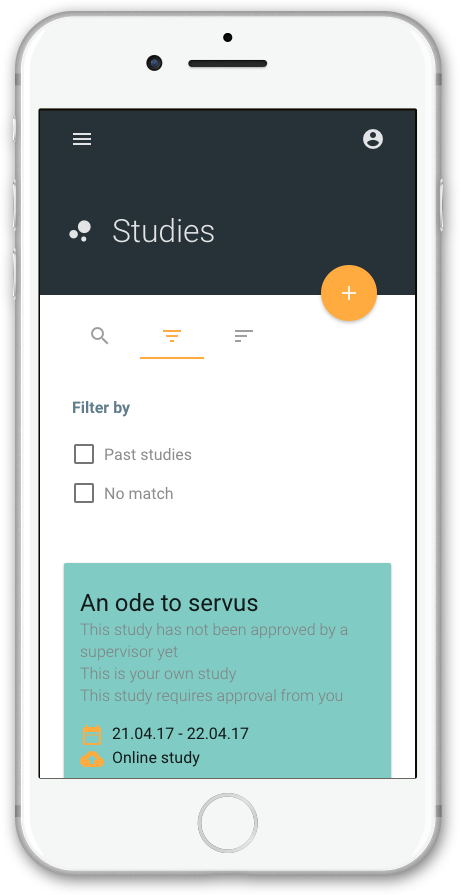 Studies
Filter by
Past studies
No match
An ode to servus
This study has not been approved by a
supervisor yet
This is your own study
This study requires approval from you
21.04.17 - 22.04.17
Online study